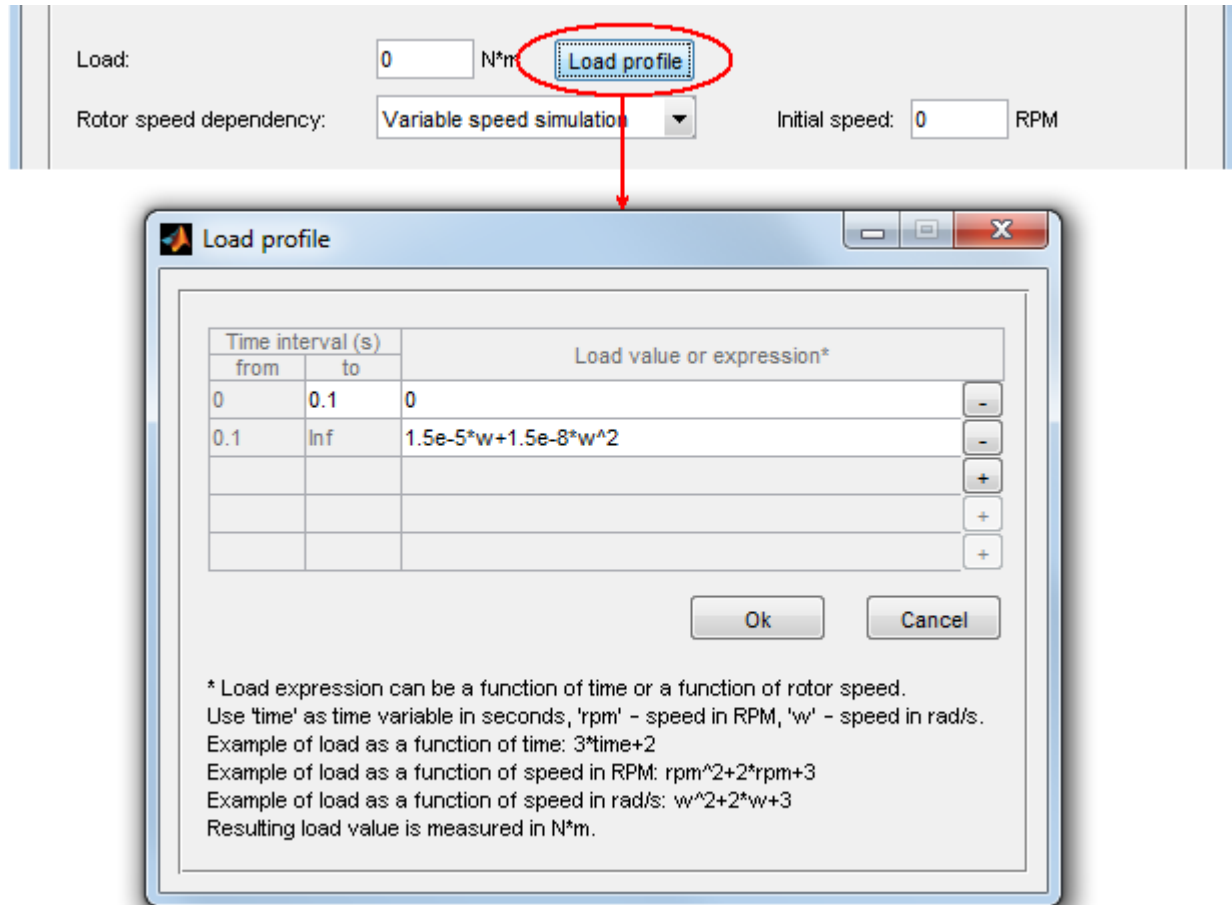 Load: 0 N*m Load profile
Rotor speed dependency: Variable speed simulation Initial speed: 0 RPM
Load profile
Time interval (s) Load value or expression*
from to
0 0.1 0 -
0.1 Inf 1.5e-5*w+1.5e-8*w^2 -
+
+
+
Ok Cancel
* Load expression can be a function of time or a function of rotor speed.
Use 'time' as time variable in seconds, 'rpm' - speed in RPM, 'w' - speed in rad/s.
Example of load as a function of time: 3*time+2
Example of load as a function of speed in RPM: rpm^2+2*rpm+3
Example of load as a function of speed in rad/s: w^2+2*w+3
Resulting load value is measured in N*m.